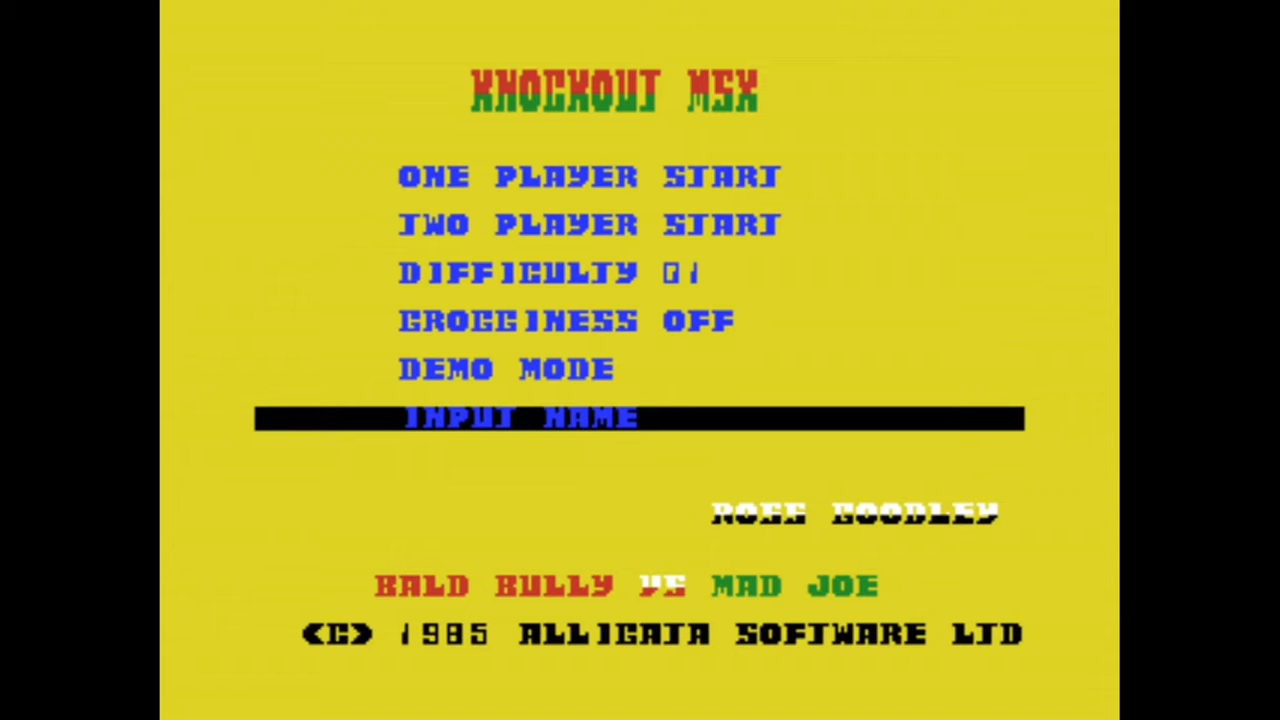 KNOCKOUT MSX
ONE PLAYER START
TWO PLAYER START
DIFFICULTY 01
GROGGINESS OFF
DEMO MODE
INPUT NAME
ROSS GOODLEY
BALD BULLY VS MAD JOE
<C> 1985 ALLIGATA SOFTWARE LTD